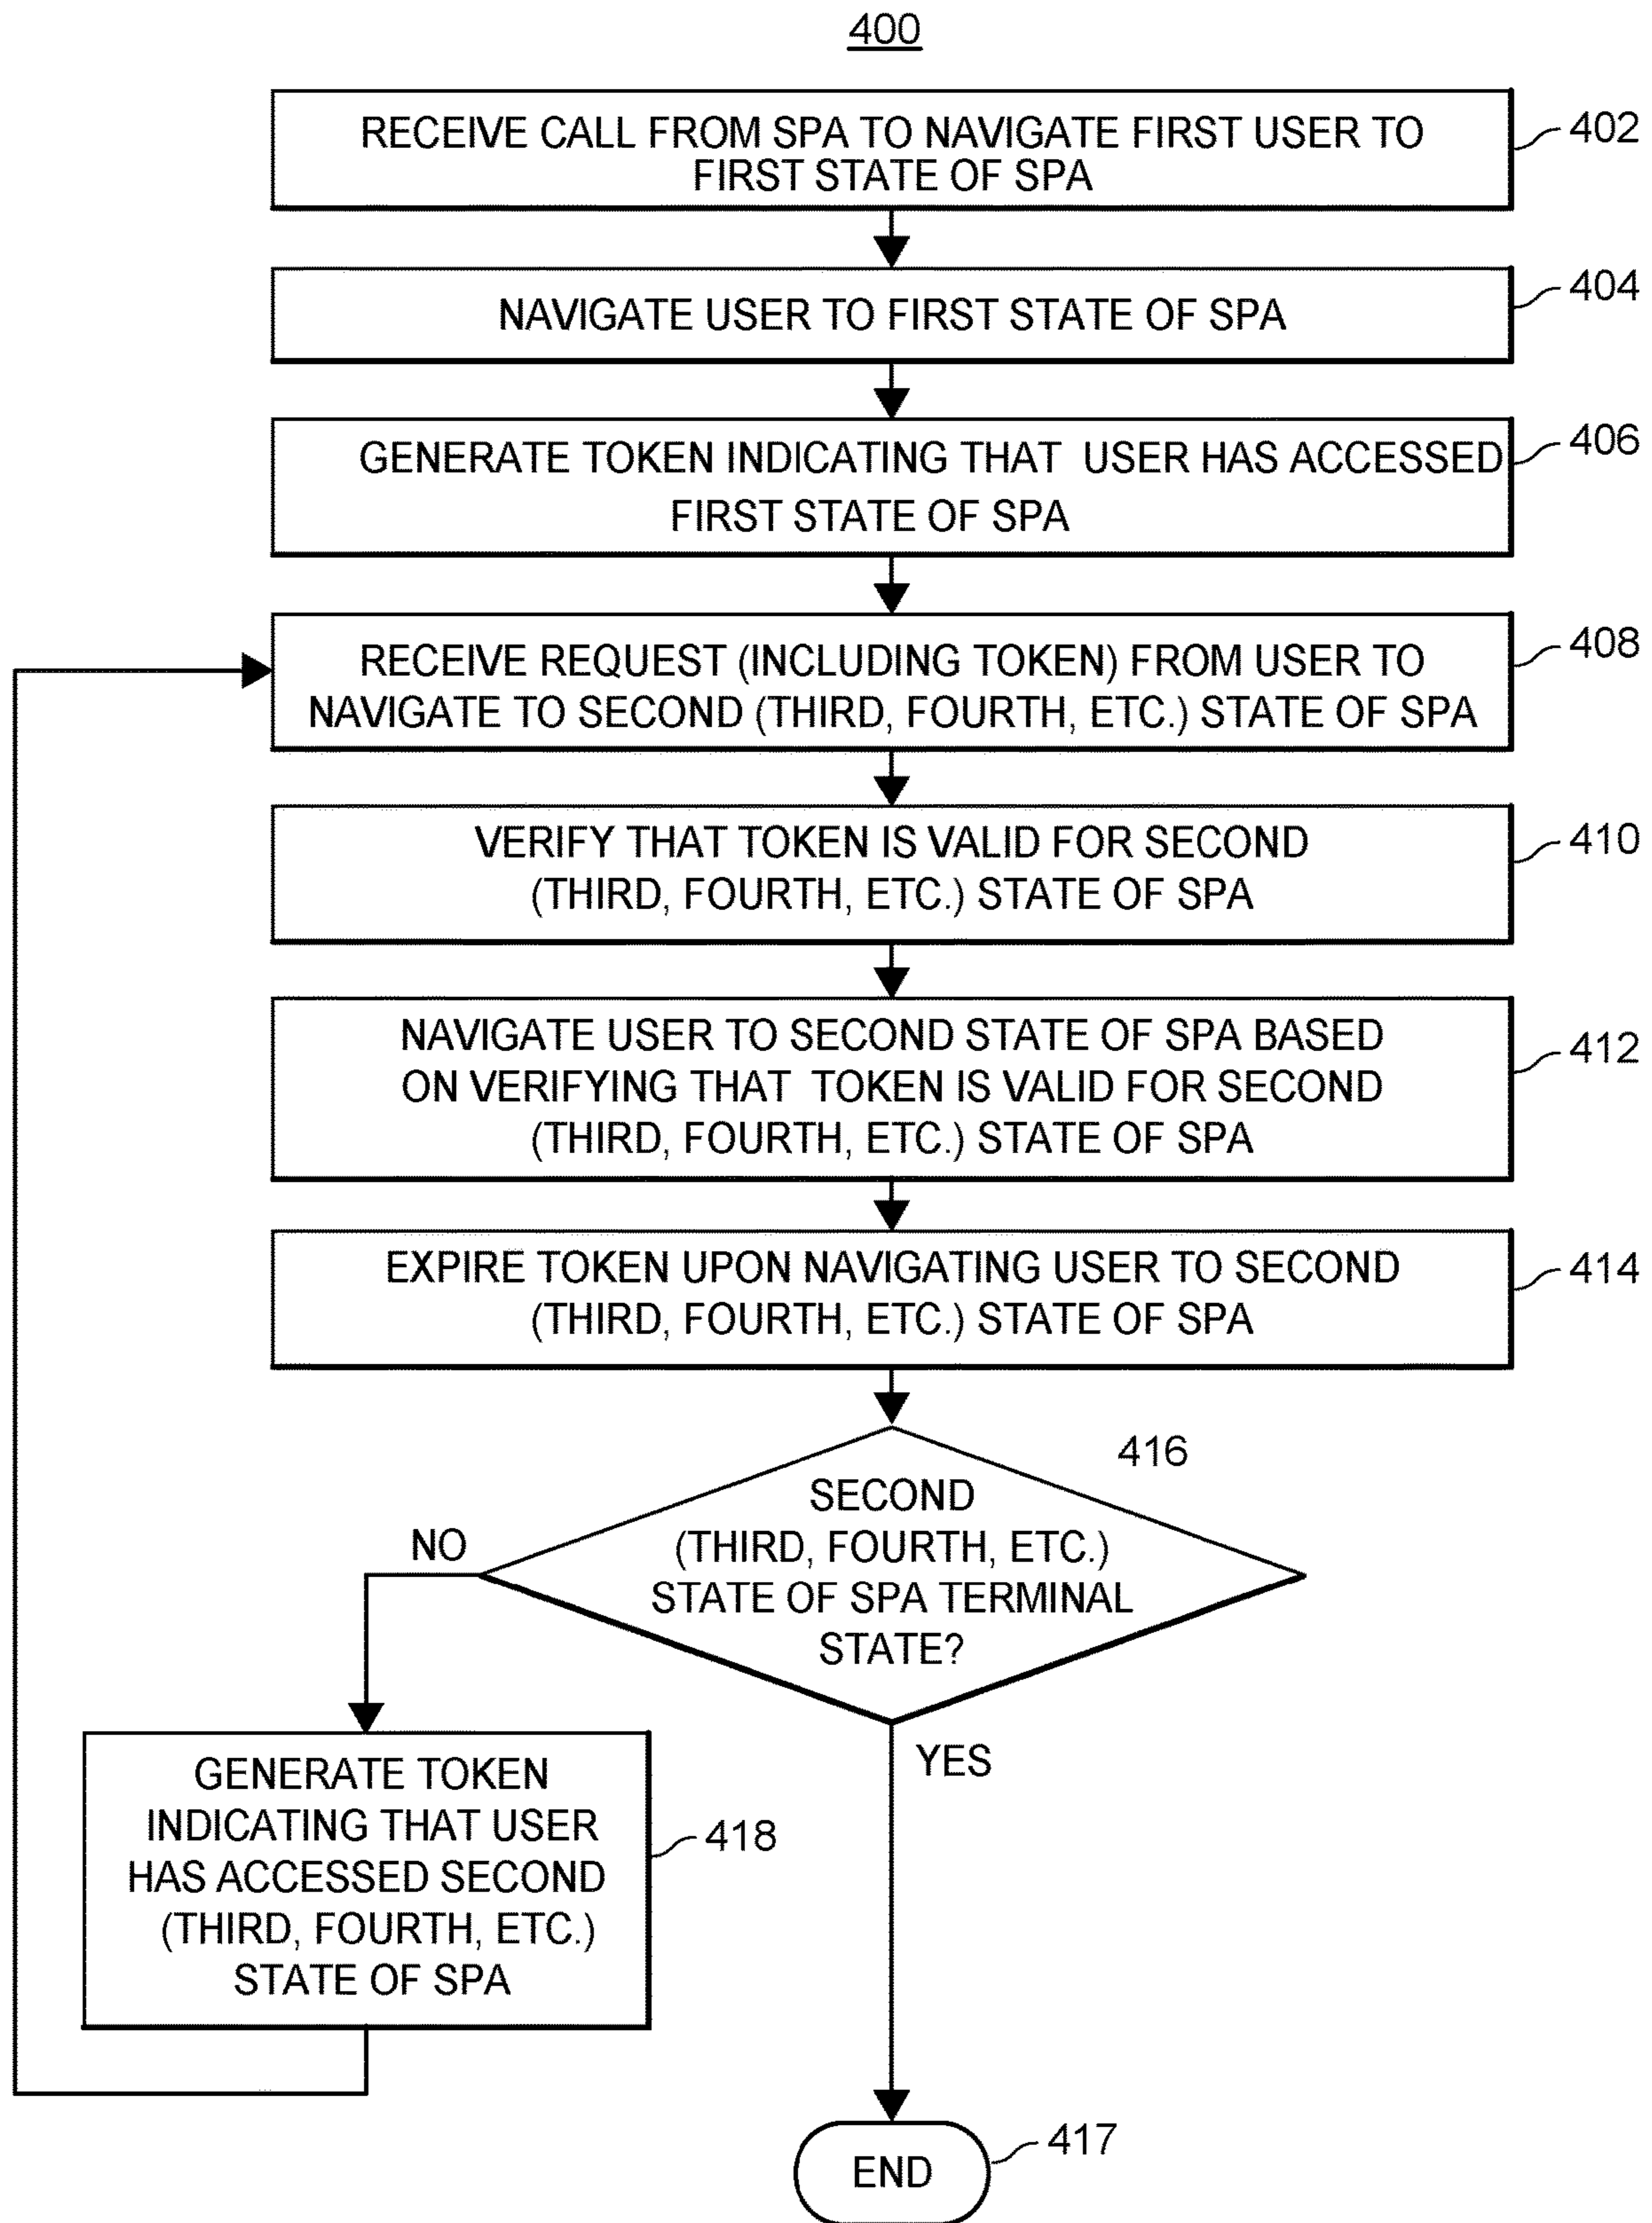 400
RECEIVE CALL FROM SPA TO NAVIGATE FIRST USER TO
FIRST STATE OF SPA
402
NAVIGATE USER TO FIRST STATE OF SPA
404
GENERATE TOKEN INDICATING THAT USER HAS ACCESSED
FIRST STATE OF SPA
406
RECEIVE REQUEST (INCLUDING TOKEN) FROM USER TO
NAVIGATE TO SECOND (THIRD, FOURTH, ETC.) STATE OF SPA
408
VERIFY THAT TOKEN IS VALID FOR SECOND
(THIRD, FOURTH, ETC.) STATE OF SPA
410
NAVIGATE USER TO SECOND STATE OF SPA BASED
ON VERIFYING THAT TOKEN IS VALID FOR SECOND
(THIRD, FOURTH, ETC.) STATE OF SPA
412
EXPIRE TOKEN UPON NAVIGATING USER TO SECOND
(THIRD, FOURTH, ETC.) STATE OF SPA
414
416
SECOND
(THIRD, FOURTH, ETC.)
STATE OF SPA TERMINAL
STATE?
NO
YES
GENERATE TOKEN
INDICATING THAT USER
HAS ACCESSED SECOND
(THIRD, FOURTH, ETC.)
STATE OF SPA
418
END
417